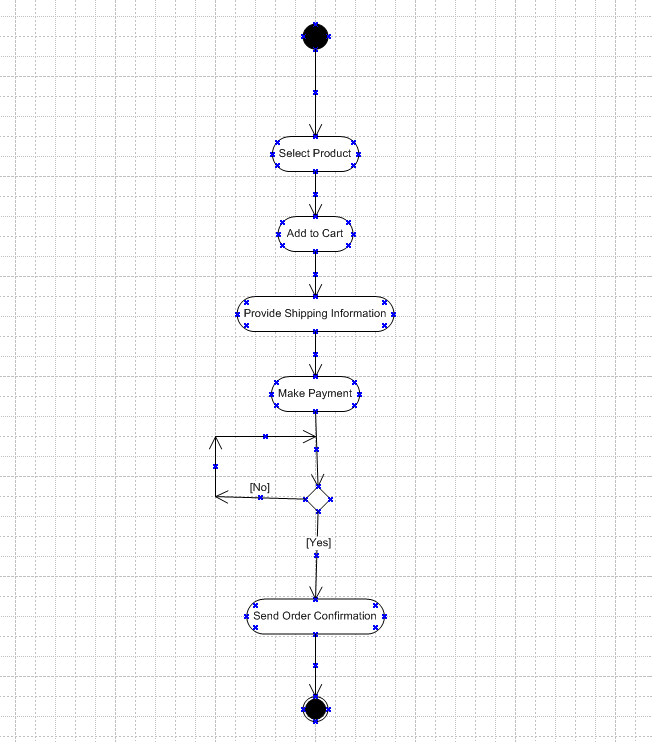 Select Product
Add to Cart
Provide Shipping Information
Make Payment
[No]
[Yes]
Send Order Confirmation